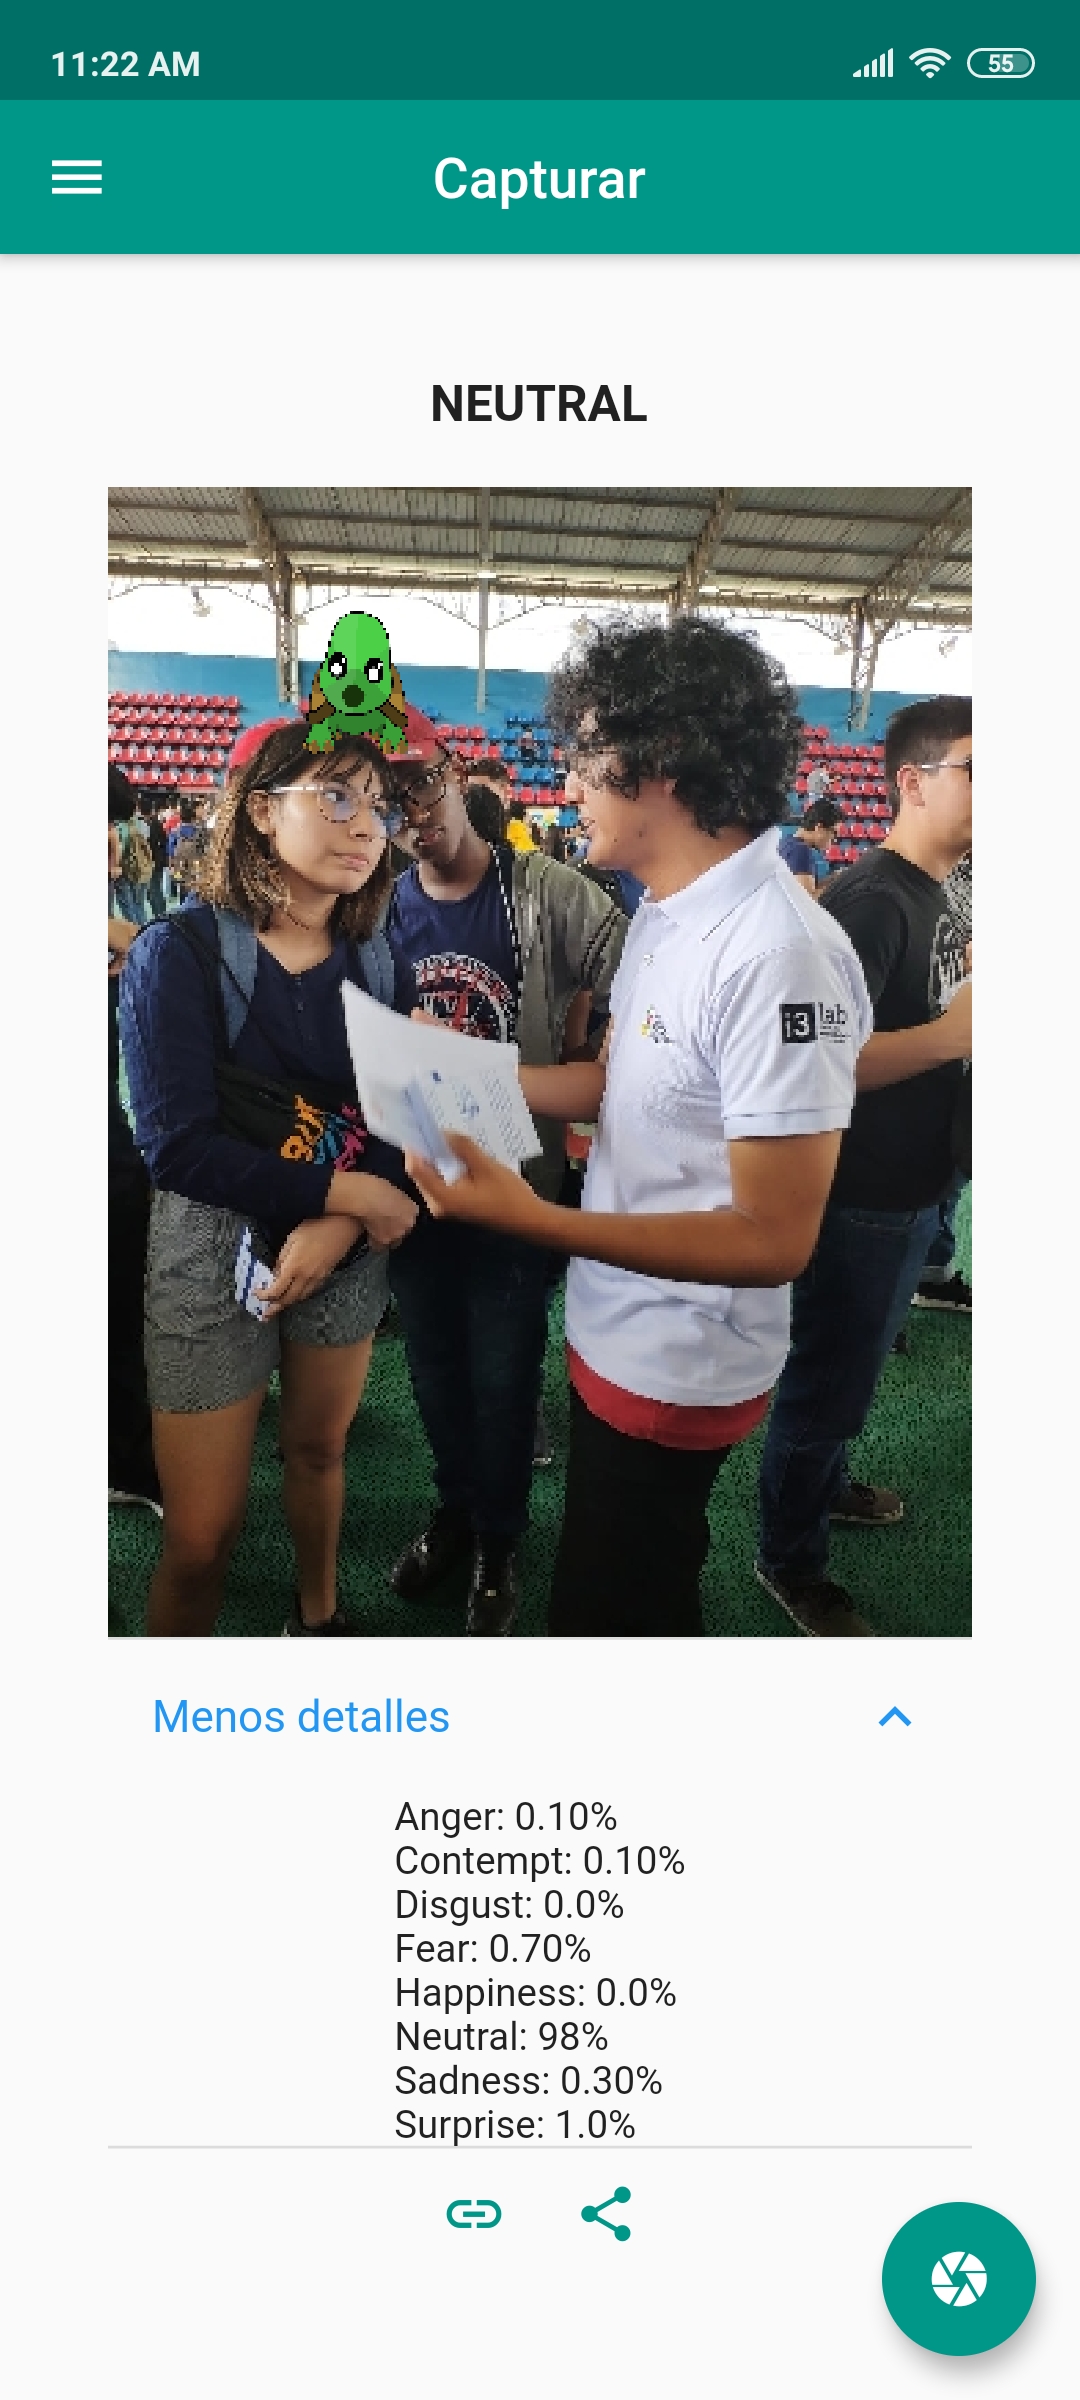 11:22 AM
55
Capturar
NEUTRAL
i3 lab
Menos detalles
Anger: 0.10%
Contempt: 0.10%
Disgust: 0.0%
Fear: 0.70%
Happiness: 0.0%
Neutral: 98%
Sadness: 0.30%
Surprise: 1.0%